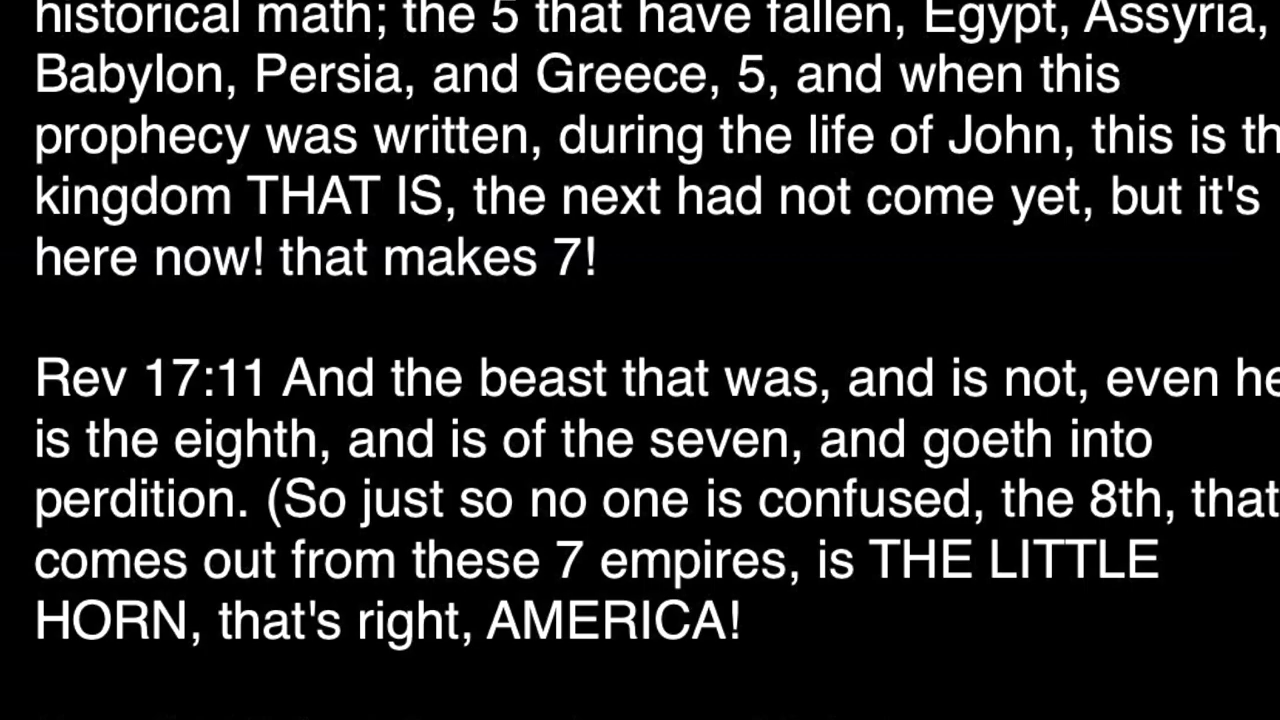 historical math; the 5 that have fallen, Egypt, Assyria,
Babylon, Persia, and Greece, 5, and when this
prophecy was written, during the life of John, this is th
kingdom THAT IS, the next had not come yet, but it's
here now! that makes 7!
Rev 17:11 And the beast that was, and is not, even he
is the eighth, and is of the seven, and goeth into
perdition. (So just so no one is confused, the 8th, that
comes out from these 7 empires, is THE LITTLE
HORN, that's right, AMERICA!